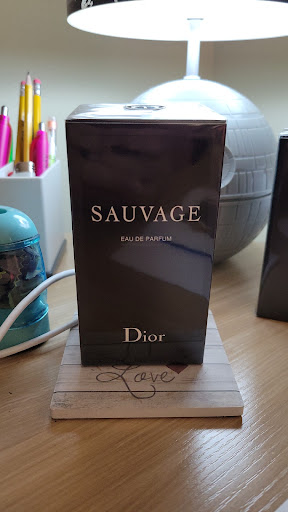 SAUVAGE
EAU DE PARFUM
Dior
Love